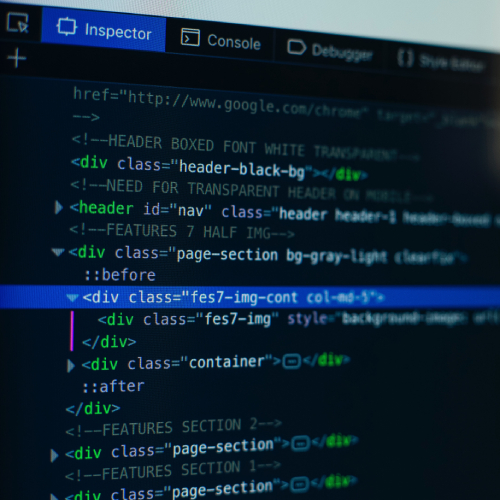 Inspector Console Debugger Style Editor
+
href="http://www.google.com/chrome" target="_blank"
-->
<!--HEADER BOXED FONT WHITE TRANSPARENT-->
<div class="header-black-bg"></div>
<!--NEED FOR TRANSPARENT HEADER ON MOBILE-->
<header id="nav" class="header header-1 header-boxed
<!--FEATURES 7 HALF IMG-->
<div class="page-section bg-gray-light clearfix">
::before
<div class="fes7-img-cont col-md-5">
<div class="fes7-img" style="background-image: url(
</div>
<div class="container"></div>
::after
</div>
<!--FEATURES SECTION 2-->
<div class="page-section"></div>
<!--FEATURES SECTION 1-->
<div class="page-section"></div>